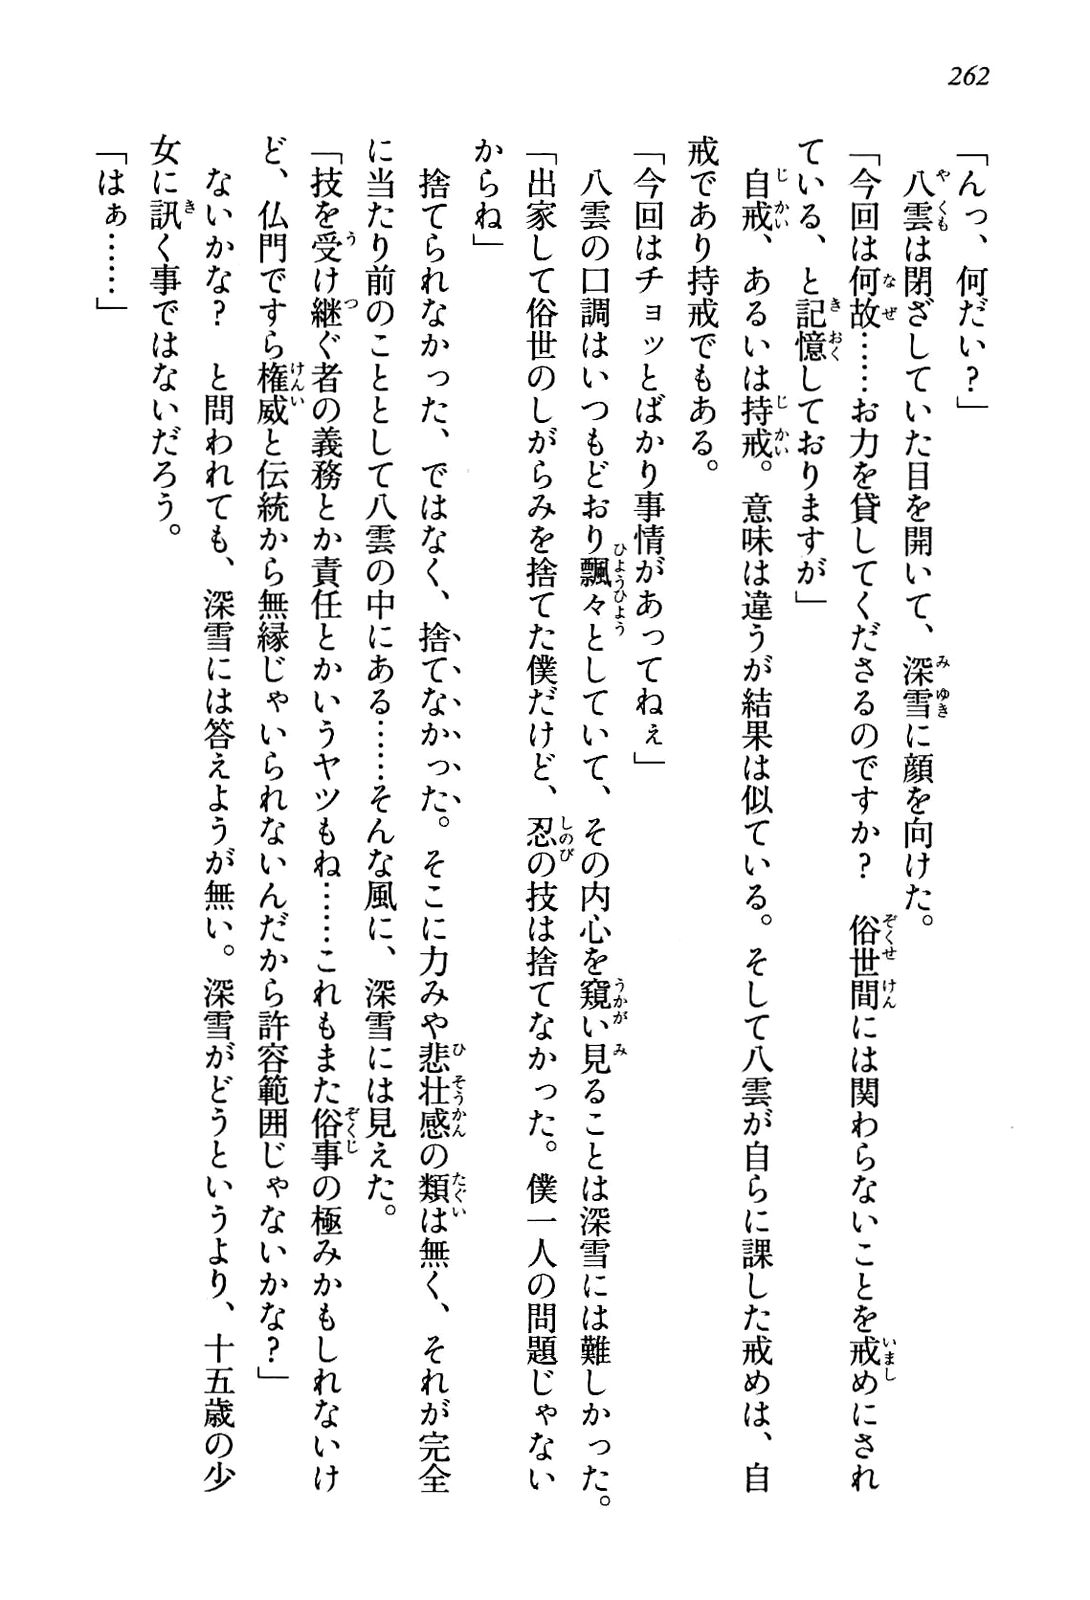 262
「んっ、何だい？」
八雲は閉ざしていた目を開いて、深雪に顔を向けた。
「今回は何故……お力を貸してくださるのですか？　俗世間には関わらないことを戒めにされ
ている、と記憶しておりますが」
自戒、あるいは持戒。意味は違うが結果は似ている。そして八雲が自らに課した戒めは、自
戒であり持戒でもある。
「今回はチョッとばかり事情があってねぇ」
八雲の口調はいつもどおり飄々としていて、その内心を窺い見ることは深雪には難しかった。
「出家して俗世のしがらみを捨てた僕だけど、忍の技は捨てなかった。僕一人の問題じゃない
からね」
捨てられなかった、ではなく、捨てなかった。そこに力みや悲壮感の類は無く、それが完全
に当たり前のこととして八雲の中にある……そんな風に、深雪には見えた。
「技を受け継ぐ者の義務とか責任とかいうヤツもね……これもまた俗事の極みかもしれないけ
ど、仏門ですら権威と伝統から無縁じゃいられないんだから許容範囲じゃないかな？」
ないかな？　と問われても、深雪には答えようが無い。深雪がどうというより、十五歳の少
女に訊く事ではないだろう。
「はぁ……」